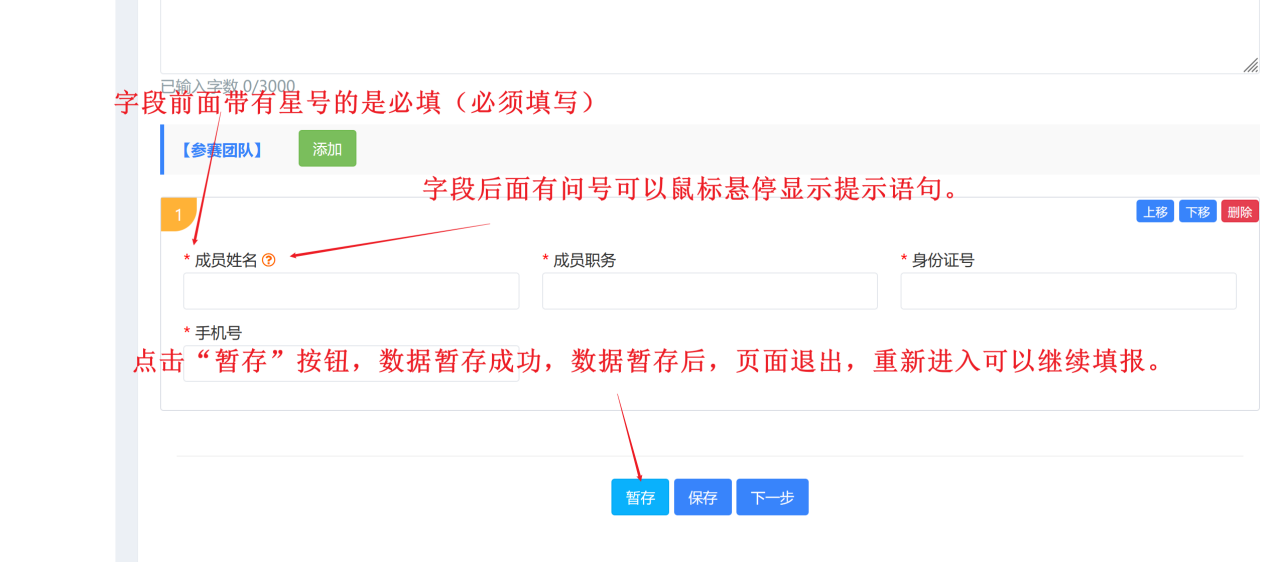 已输入字数 0/3000
字段前面带有星号的是必填（必须填写）
【参赛团队】 添加
字段后面有问号可以鼠标悬停显示提示语句。
1 上移 下移 删除
* 成员姓名 ? * 成员职务 * 身份证号
* 手机号
点击“暂存”按钮，数据暂存成功，数据暂存后，页面退出，重新进入可以继续填报。
暂存 保存 下一步